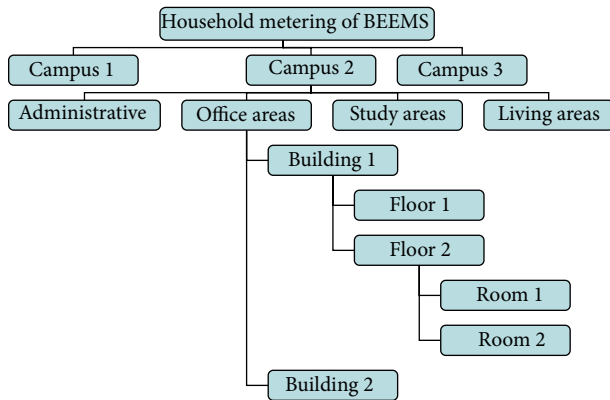 Household metering of BEEMS
Campus 1
Campus 2
Campus 3
Administrative
Office areas
Study areas
Living areas
Building 1
Floor 1
Floor 2
Room 1
Room 2
Building 2